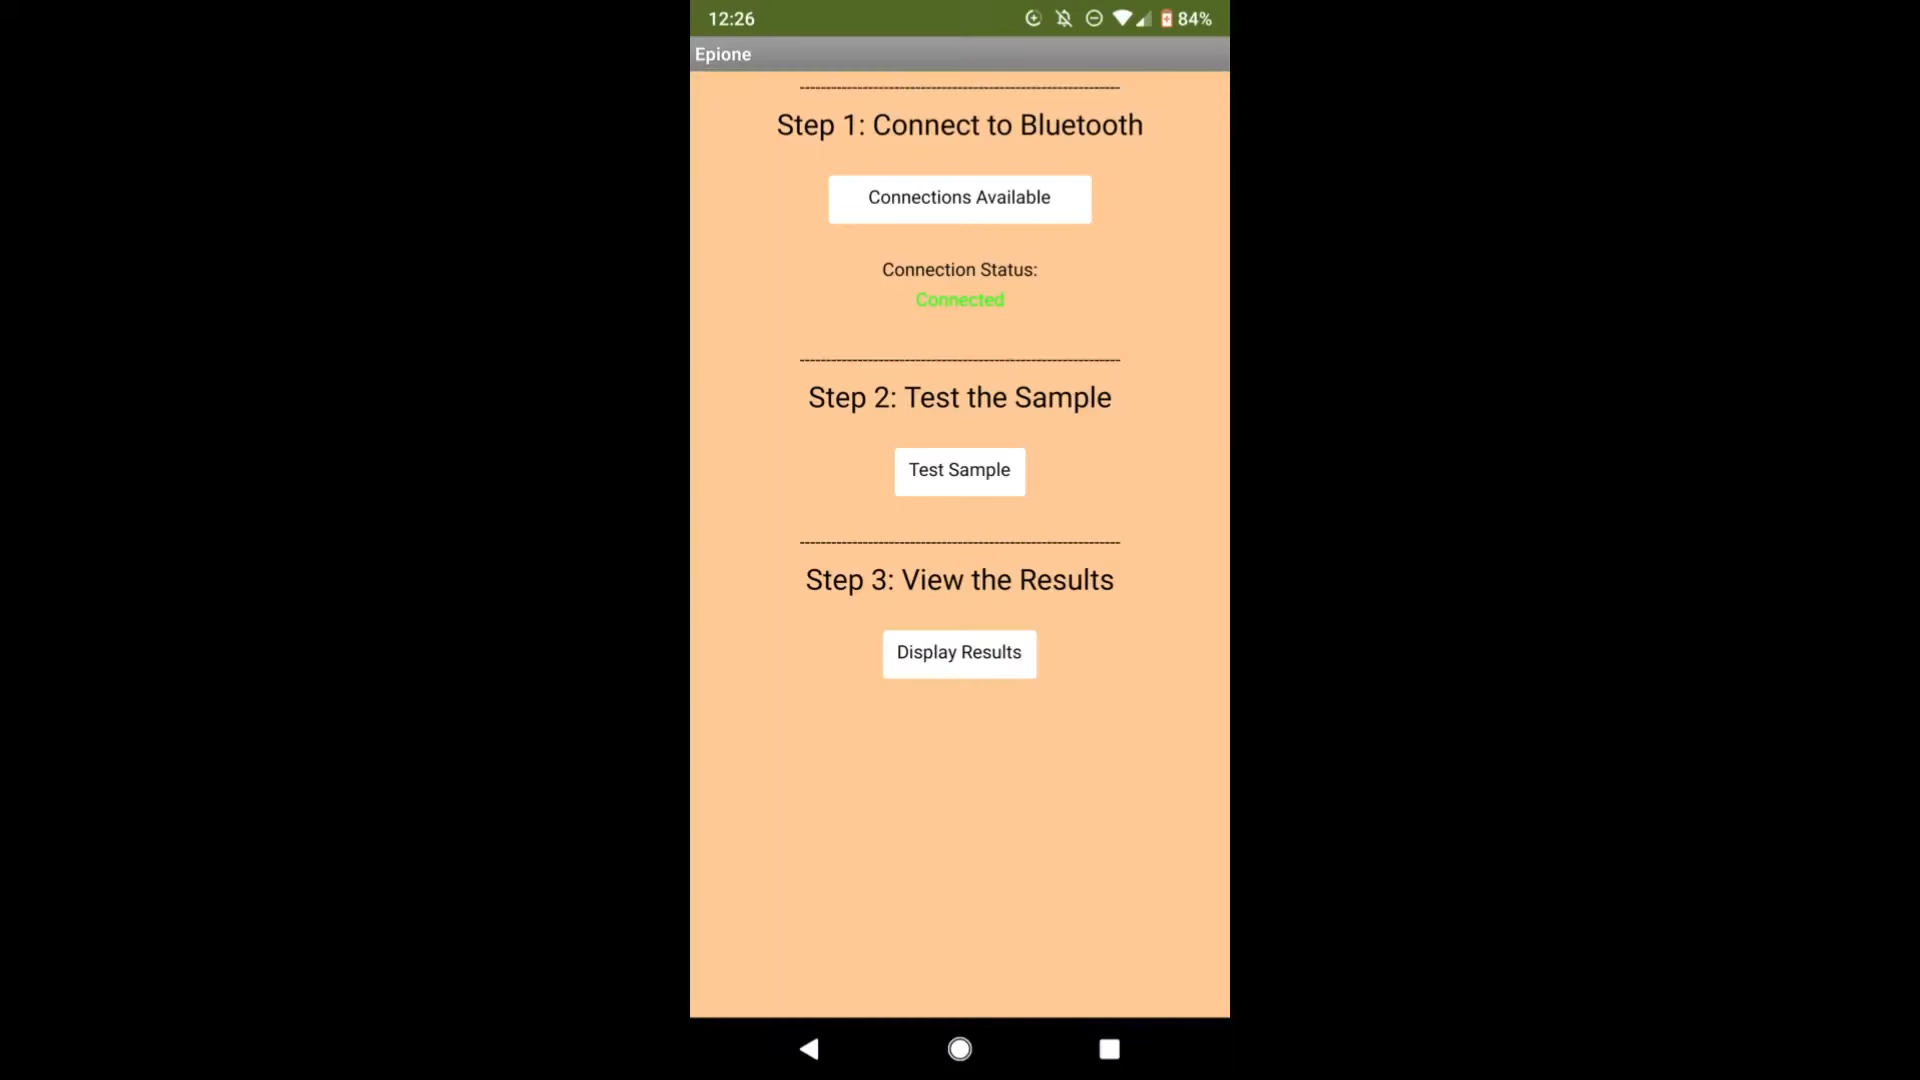 12:26
84%
Epione
Step 1: Connect to Bluetooth
Connections Available
Connection Status:
Connected
Step 2: Test the Sample
Test Sample
Step 3: View the Results
Display Results